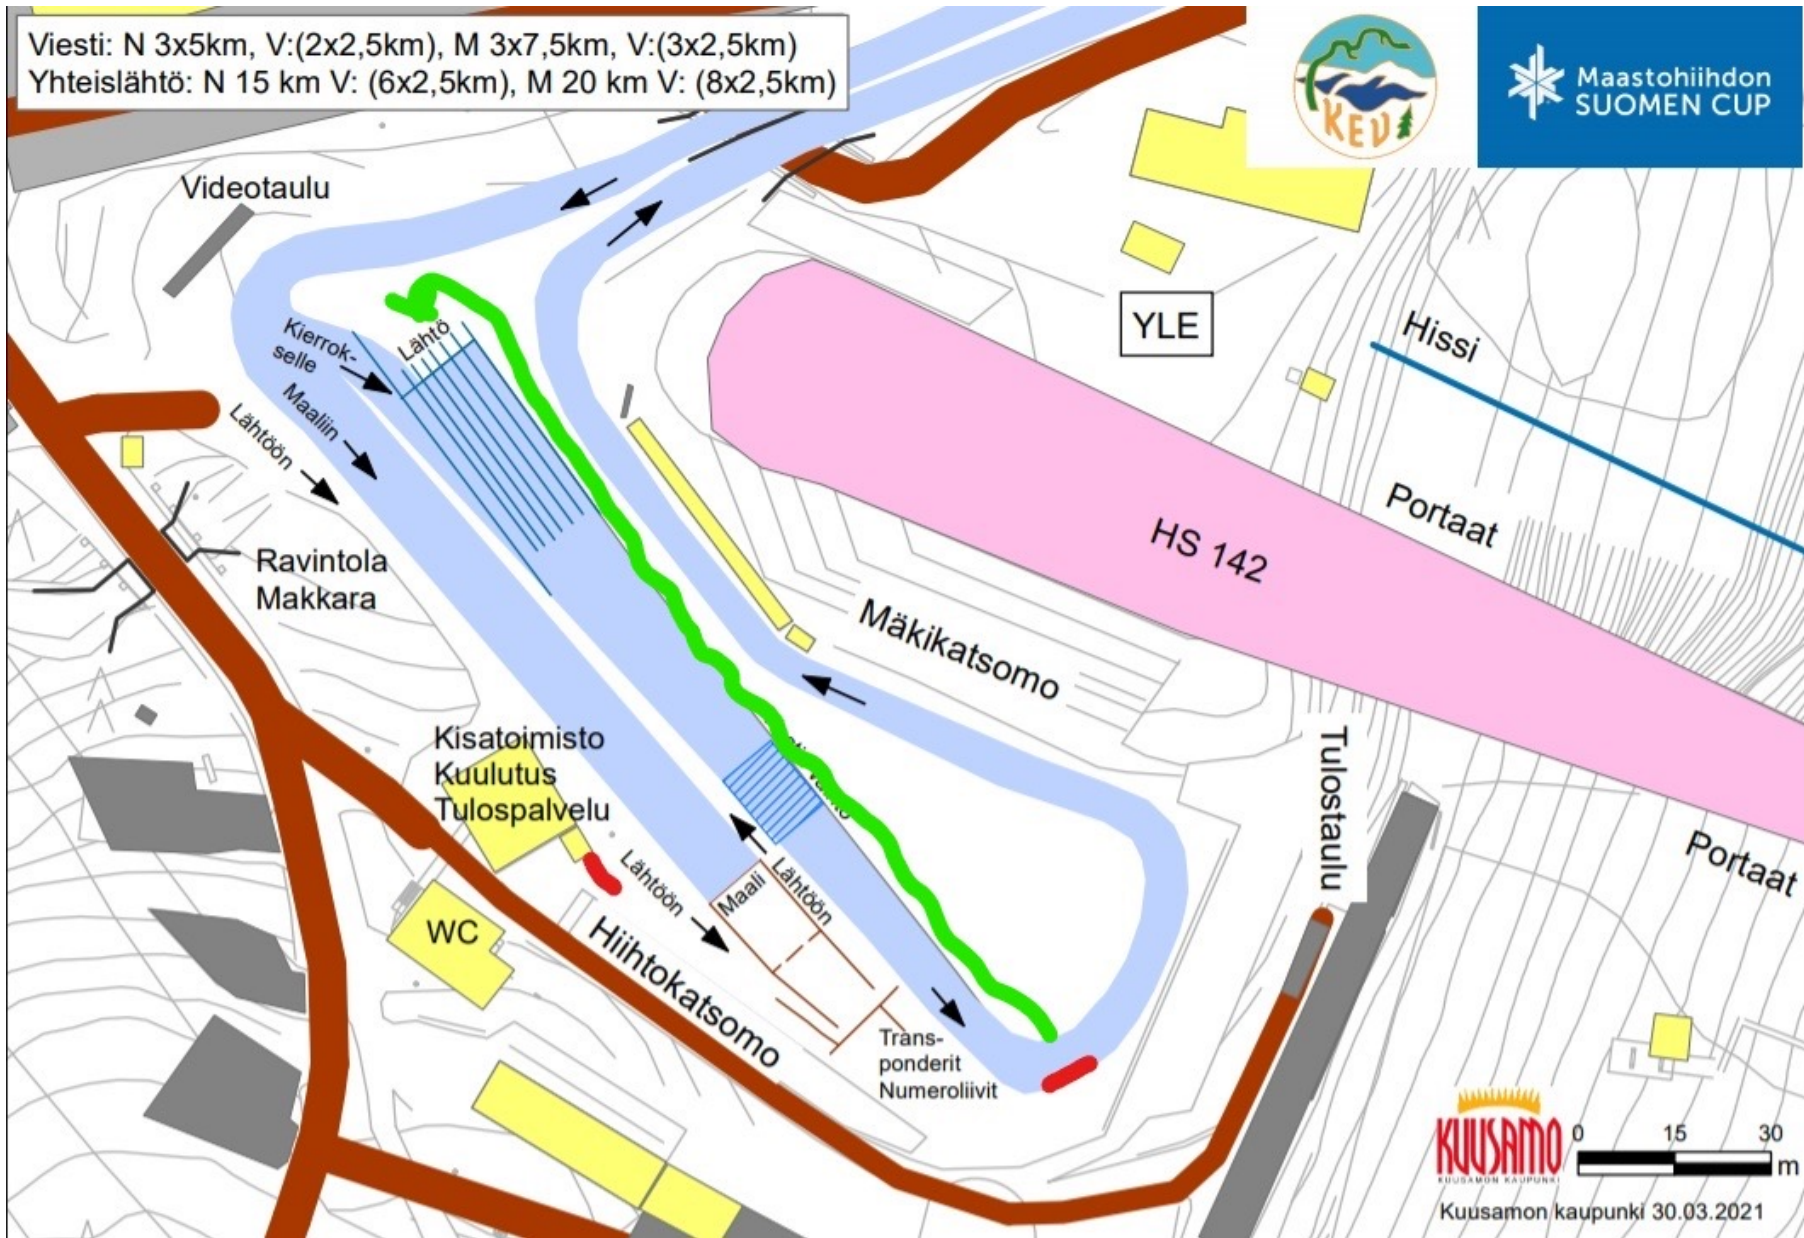 Viesti: N 3x5km, V:(2x2,5km), M 3x7,5km, V:(3x2,5km)
Yhteislähtö: N 15 km V: (6x2,5km), M 20 km V: (8x2,5km)
KEV
Maastohiihdon
SUOMEN CUP
Videotaulu
YLE
Hissi
Kierrok-
selle
Lähtö
Maaliin
Lähtöön
Portaat
HS 142
Ravintola
Makkara
Mäkikatsomo
Kisatoimisto
Kuulutus
Tulospalvelu
Tulostaulu
Portaat
Lähtöön
Maali
Lähtöön
WC
Hiihtokatsomo
Trans-
ponderit
Numeroliivit
KUUSAMO
KUUSAMON KAUPUNKI
0 15 30
m
Kuusamon kaupunki 30.03.2021